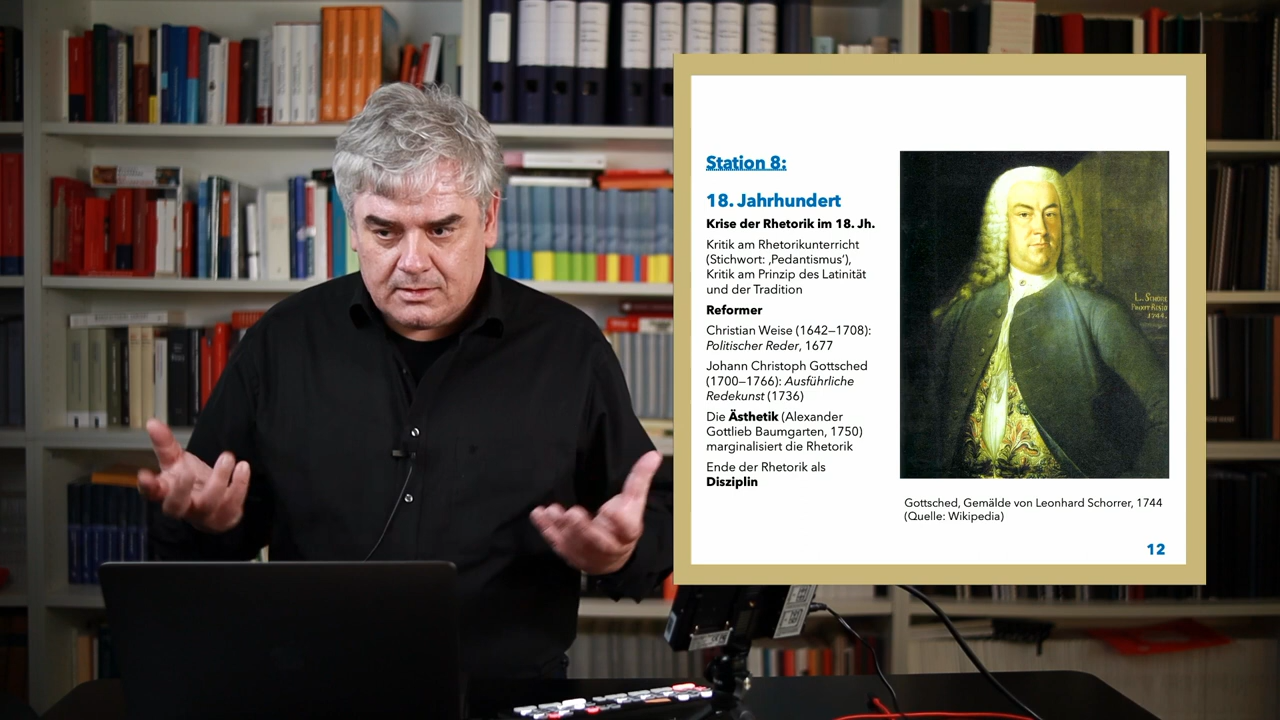 Station 8:
18. Jahrhundert
Krise der Rhetorik im 18. Jh.
Kritik am Rhetorikunterricht
(Stichwort: ‚Pedantismus‘),
Kritik am Prinzip des Latinität
und der Tradition
Reformer
Christian Weise (1642–1708):
Politischer Reder, 1677
Johann Christoph Gottsched
(1700–1766): Ausführliche
Redekunst (1736)
Die Ästhetik (Alexander
Gottlieb Baumgarten, 1750)
marginalisiert die Rhetorik
Ende der Rhetorik als
Disziplin
Gottsched, Gemälde von Leonhard Schorrer, 1744
(Quelle: Wikipedia)
12